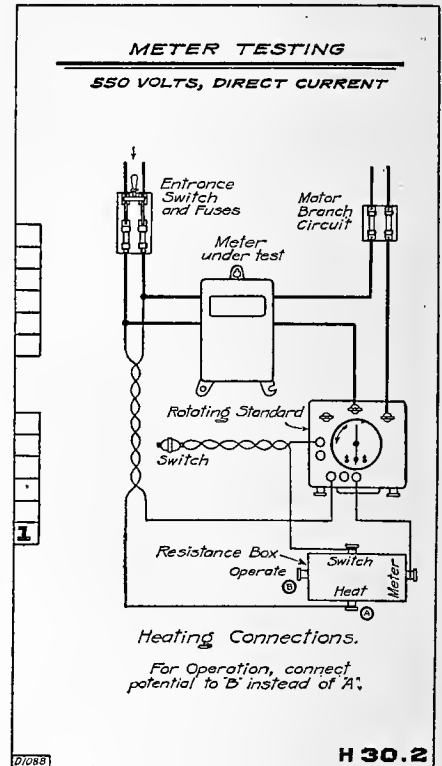 METER TESTING
550 VOLTS, DIRECT CURRENT
Entrance
Switch
and Fuses
Motor
Branch
Circuit
Meter
under test
Rotating Standard
Switch
1
Resistance Box
Operate
B
Switch
Heat
Meter
A
Heating Connections.
For Operation, connect
potential to "B" instead of "A".
D1088
H 30.2